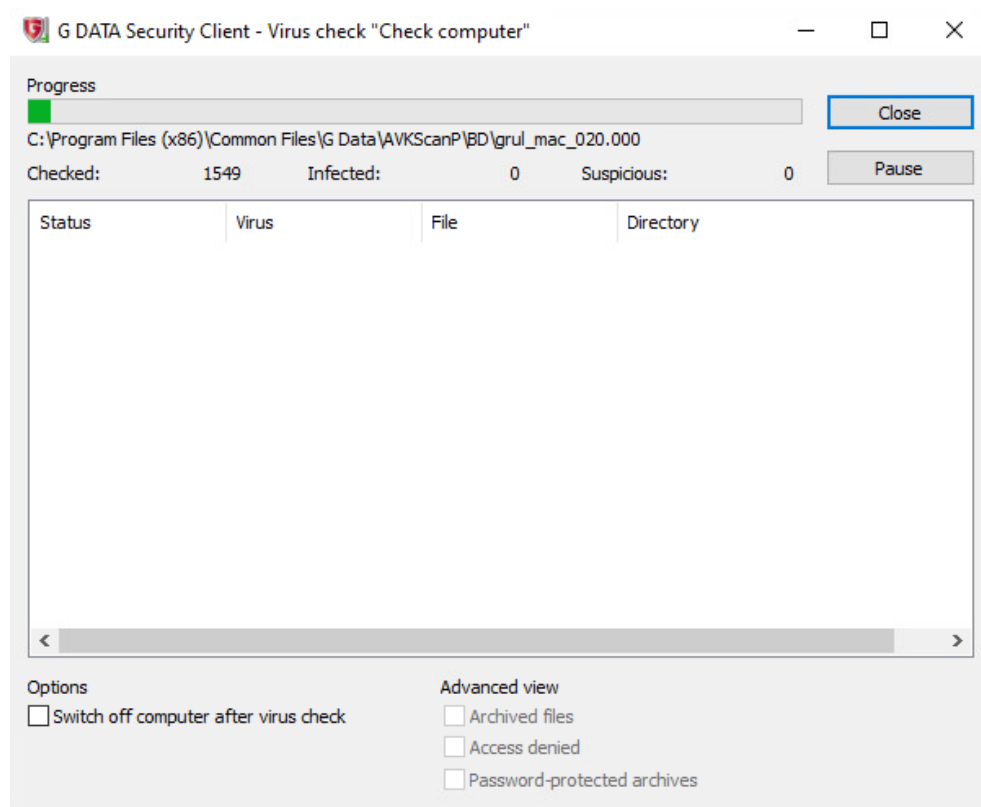 G DATA Security Client - Virus check "Check computer"
Progress
Close
C:\Program Files (x86)\Common Files\G Data\AVKScanP\BD\grul_mac_020.000
Checked: 1549 Infected: 0 Suspicious: 0
Pause
Status Virus File Directory
Options Advanced view
Switch off computer after virus check Archived files
Access denied
Password-protected archives